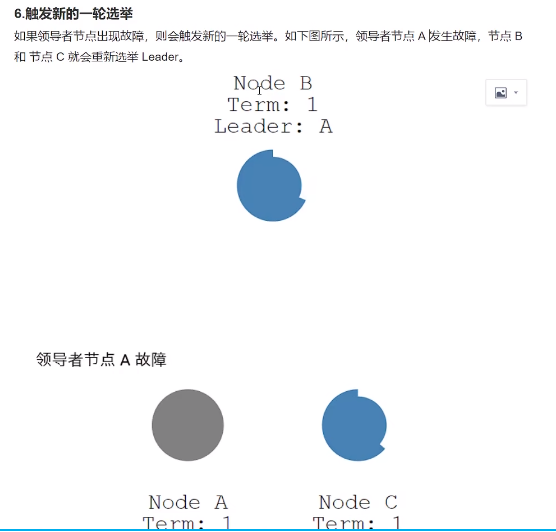 6.触发新的一轮选举
如果领导者节点出现故障，则会触发新的一轮选举。如下图所示，领导者节点 A 发生故障，节点 B
和 节点 C 就会重新选举 Leader。
Node B
Term: 1
Leader: A
领导者节点 A 故障
Node A
Term: 1
Node C
Term: 1